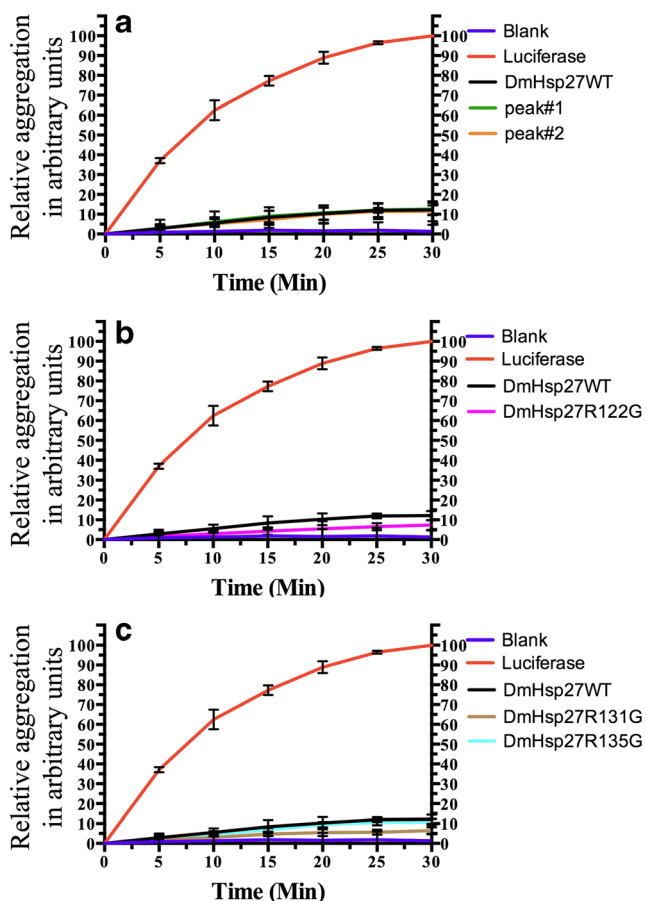 a
Relative aggregation
in arbitrary units
100
90
80
70
60
50
40
30
20
10
0
100
90
80
70
60
50
40
30
20
10
0
0 5 10 15 20 25 30
Time (Min)
Blank
Luciferase
DmHsp27WT
peak#1
peak#2
b
Relative aggregation
in arbitrary units
100
90
80
70
60
50
40
30
20
10
0
100
90
80
70
60
50
40
30
20
10
0
0 5 10 15 20 25 30
Time (Min)
Blank
Luciferase
DmHsp27WT
DmHsp27R122G
c
Relative aggregation
in arbitrary units
100
90
80
70
60
50
40
30
20
10
0
100
90
80
70
60
50
40
30
20
10
0
0 5 10 15 20 25 30
Time (Min)
Blank
Luciferase
DmHsp27WT
DmHsp27R131G
DmHsp27R135G